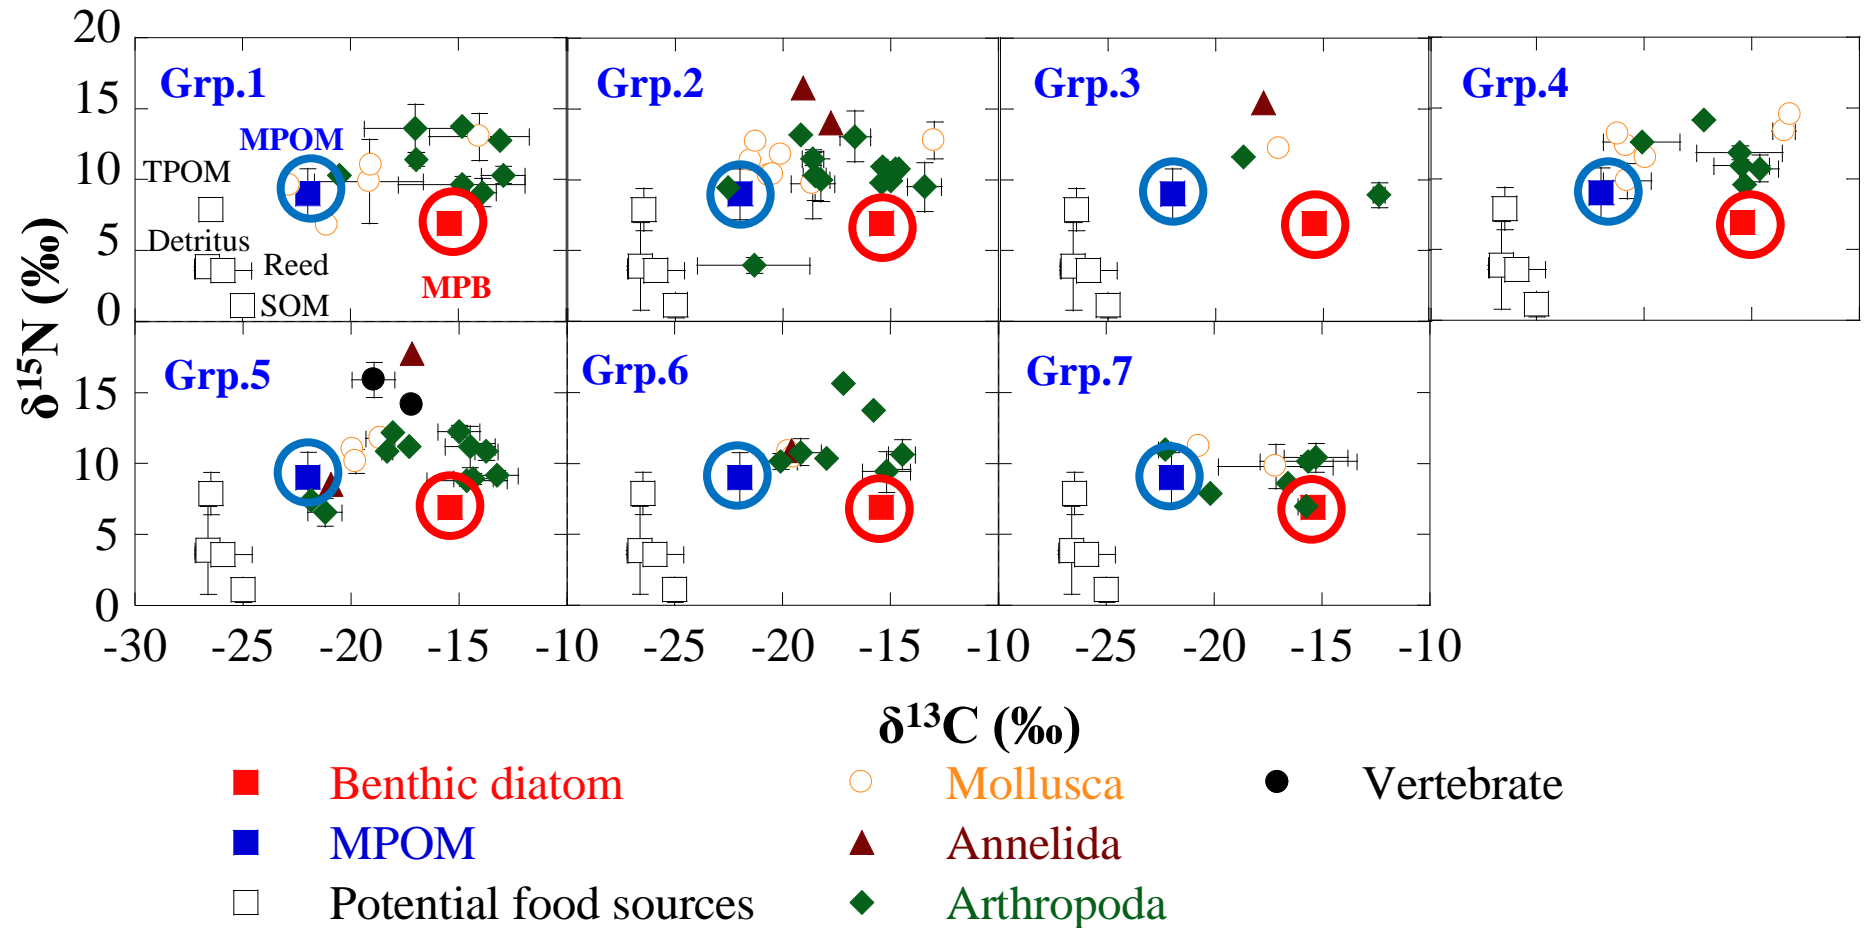 20
15
10
5
0
Grp.1
MPOM
TPOM
Detritus
Reed
SOM
MPB
Grp.2
Grp.3
Grp.4
δ¹⁵N (‰)
15
10
5
0
Grp.5
Grp.6
Grp.7
-30 -25 -20 -15 -10 -25 -20 -15 -10 -25 -20 -15 -10
δ¹³C (‰)
Benthic diatom Mollusca Vertebrate
MPOM Annelida
Potential food sources Arthropoda